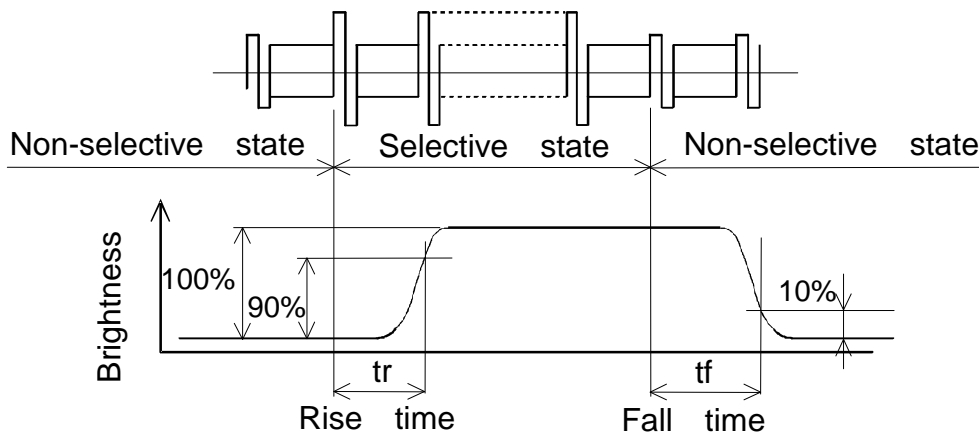 Non-selective state Selective state Non-selective state
Brightness
100%
90%
10%
tr tf
Rise time Fall time